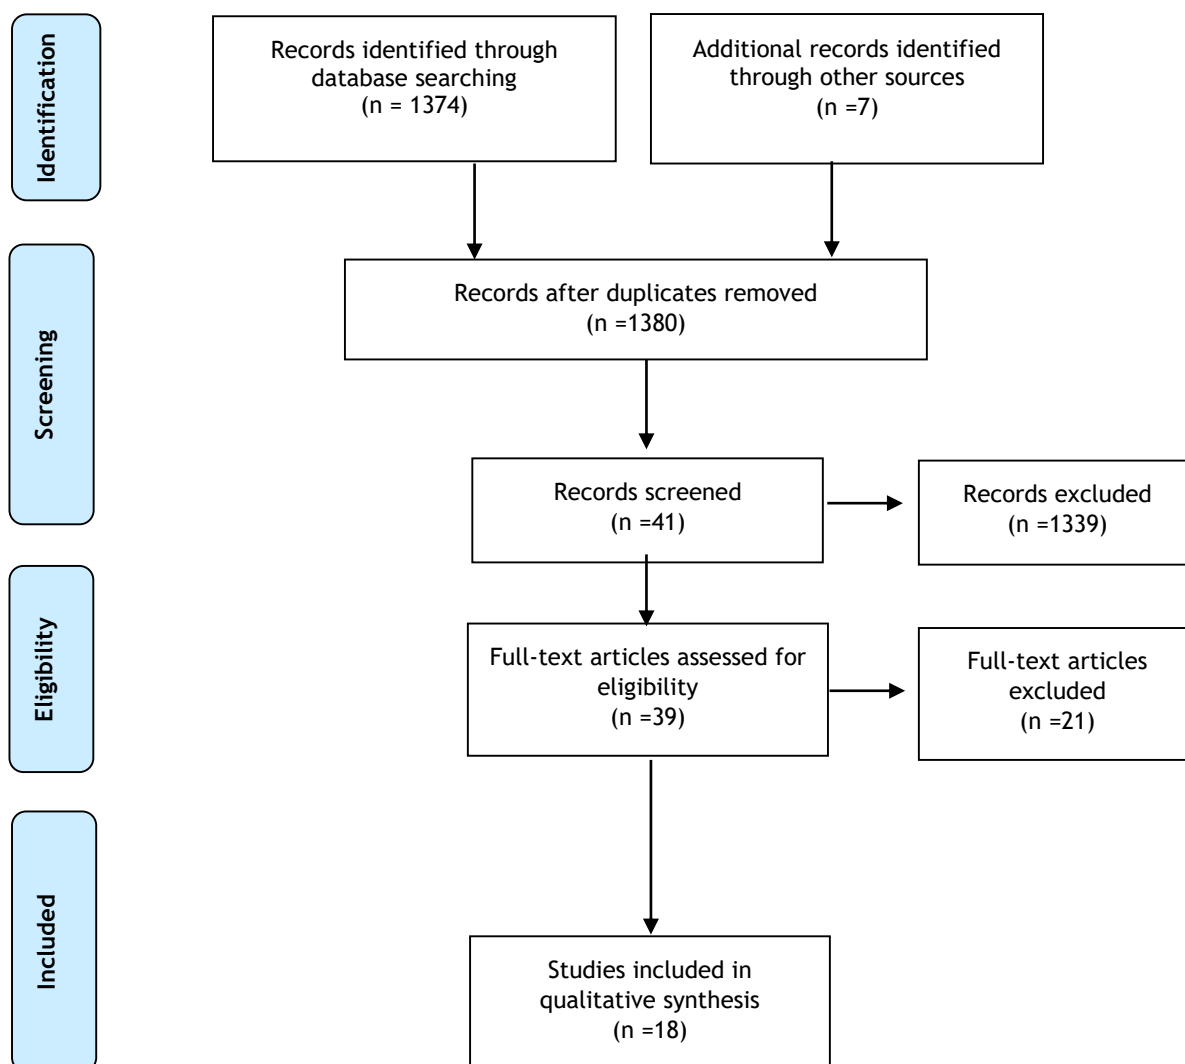 Identification
Records identified through
database searching
(n = 1374)
Additional records identified
through other sources
(n =7)
Screening
Records after duplicates removed
(n =1380)
Records screened
(n =41)
Records excluded
(n =1339)
Eligibility
Full-text articles assessed for
eligibility
(n =39)
Full-text articles
excluded
(n =21)
Included
Studies included in
qualitative synthesis
(n =18)